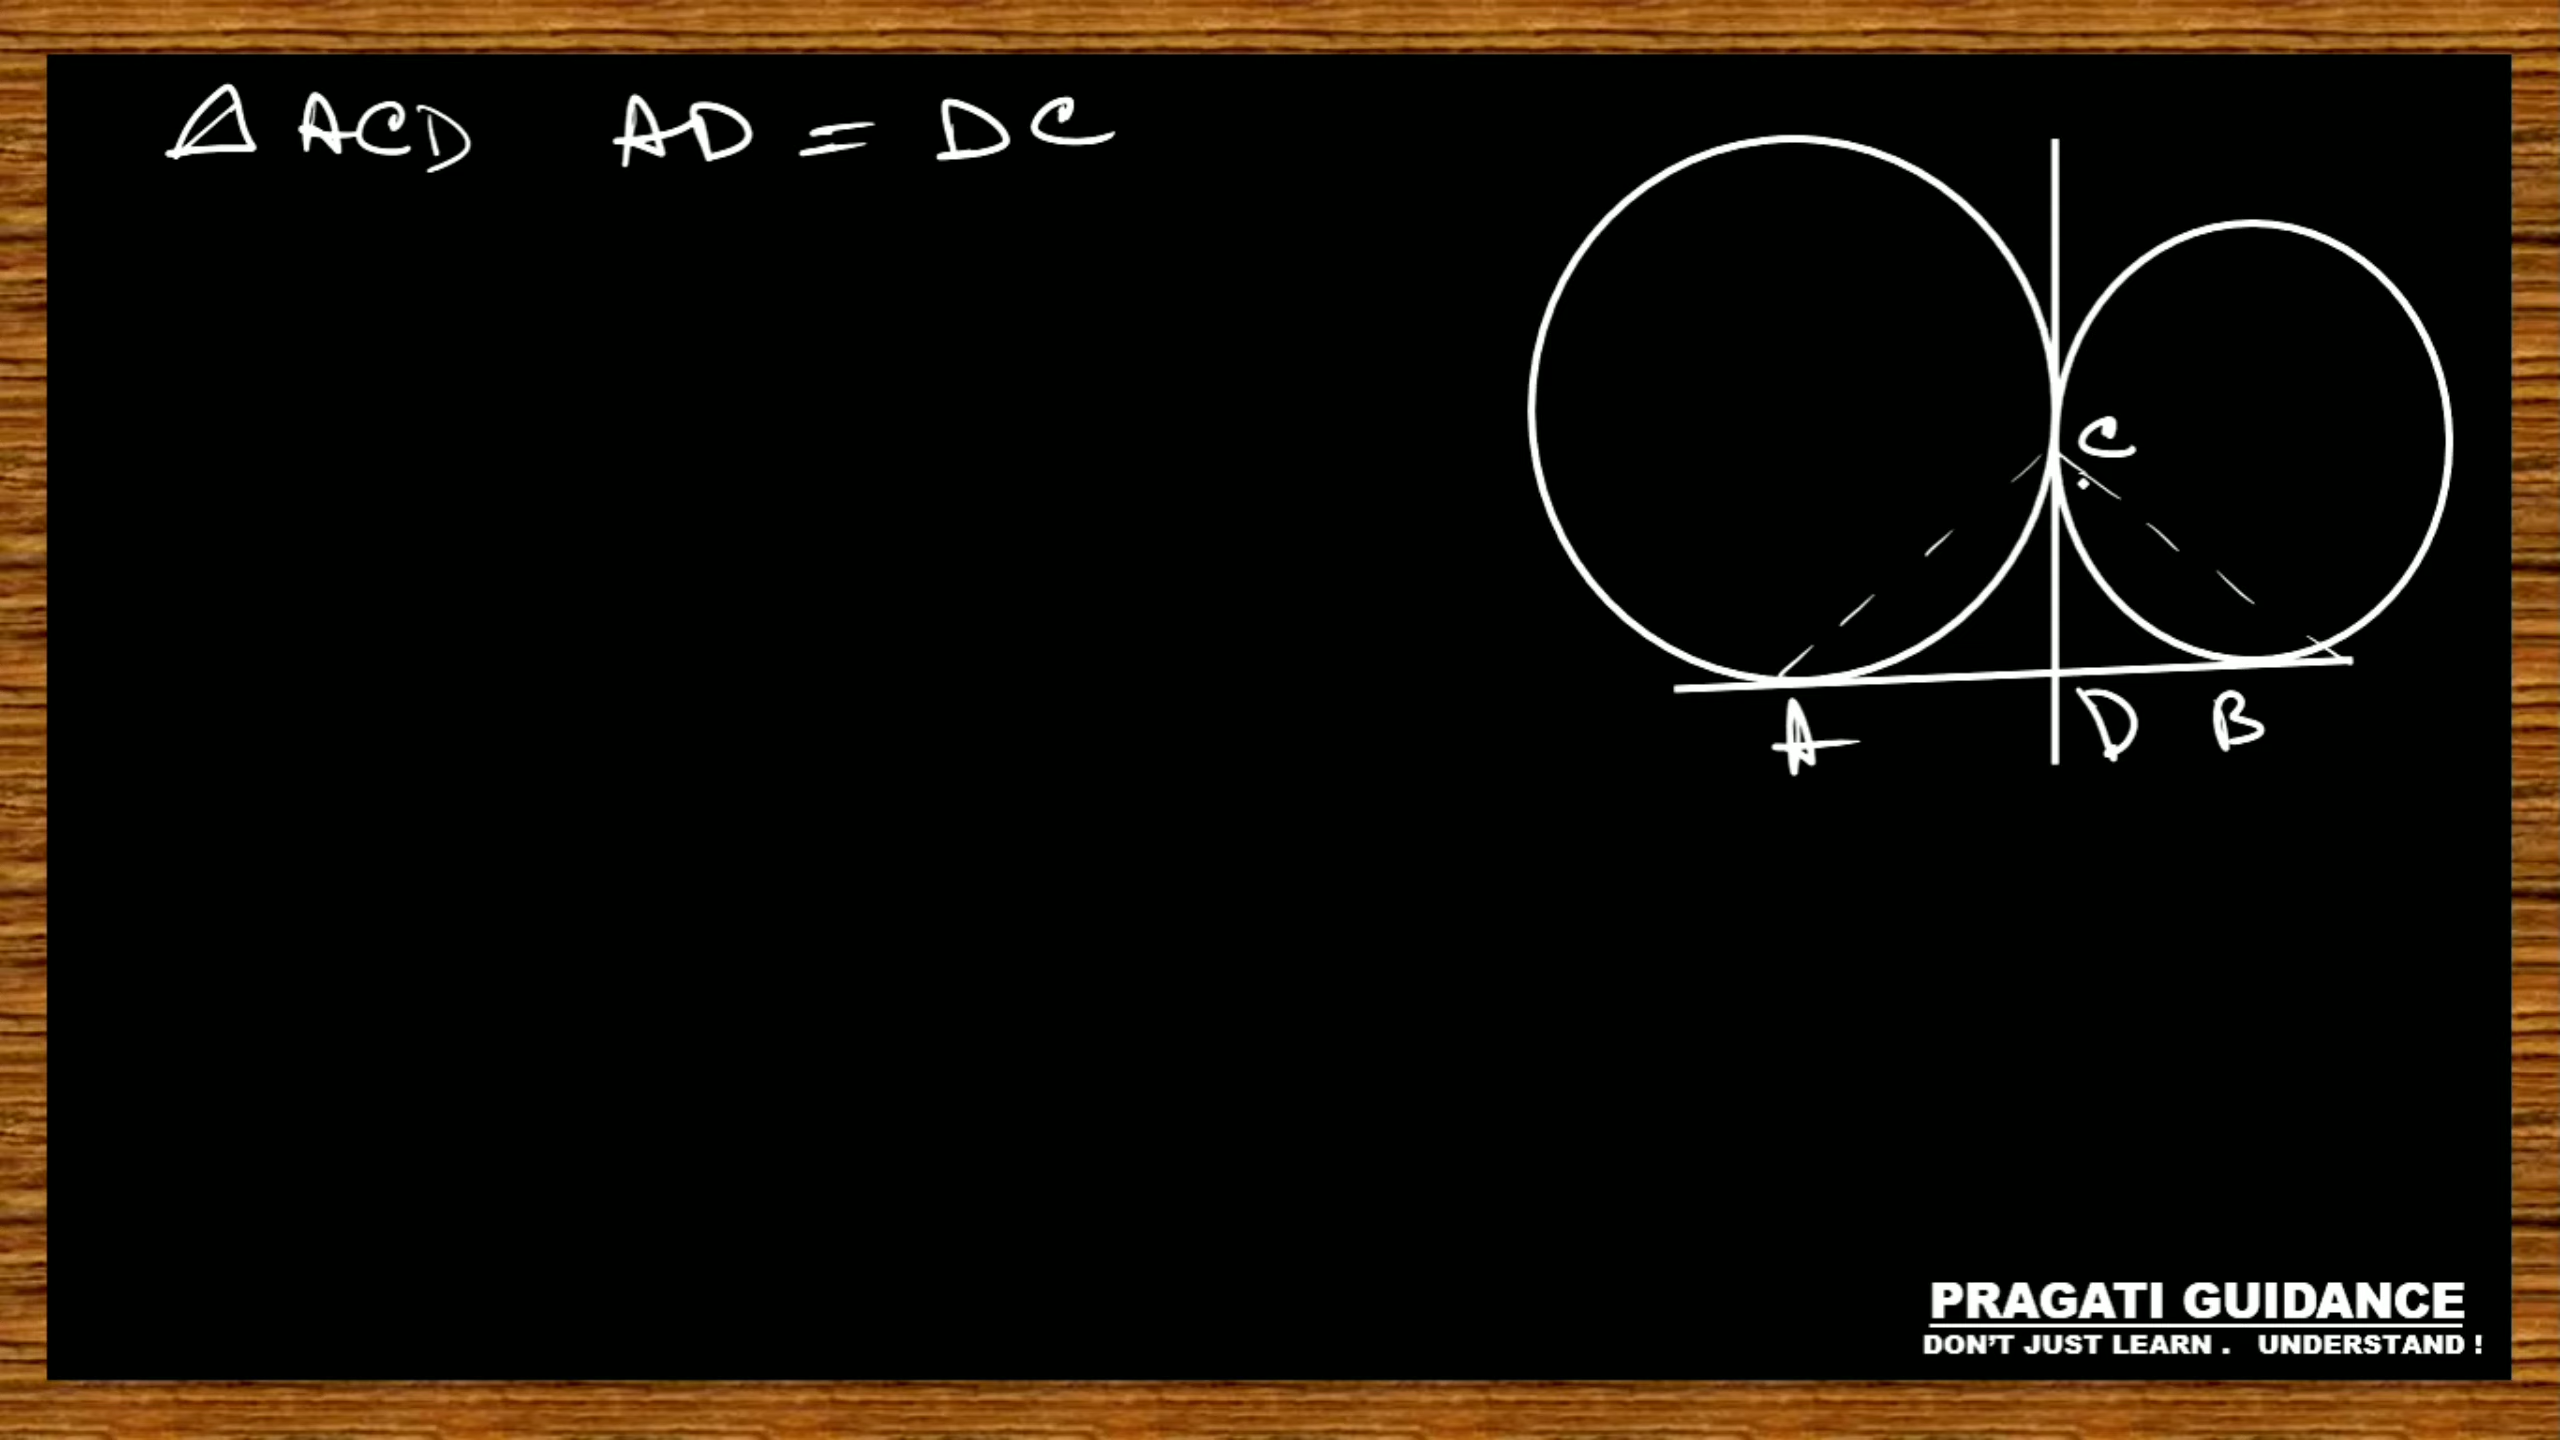 △ ACD AD = DC
C
A D B
PRAGATI GUIDANCE
DON'T JUST LEARN . UNDERSTAND !